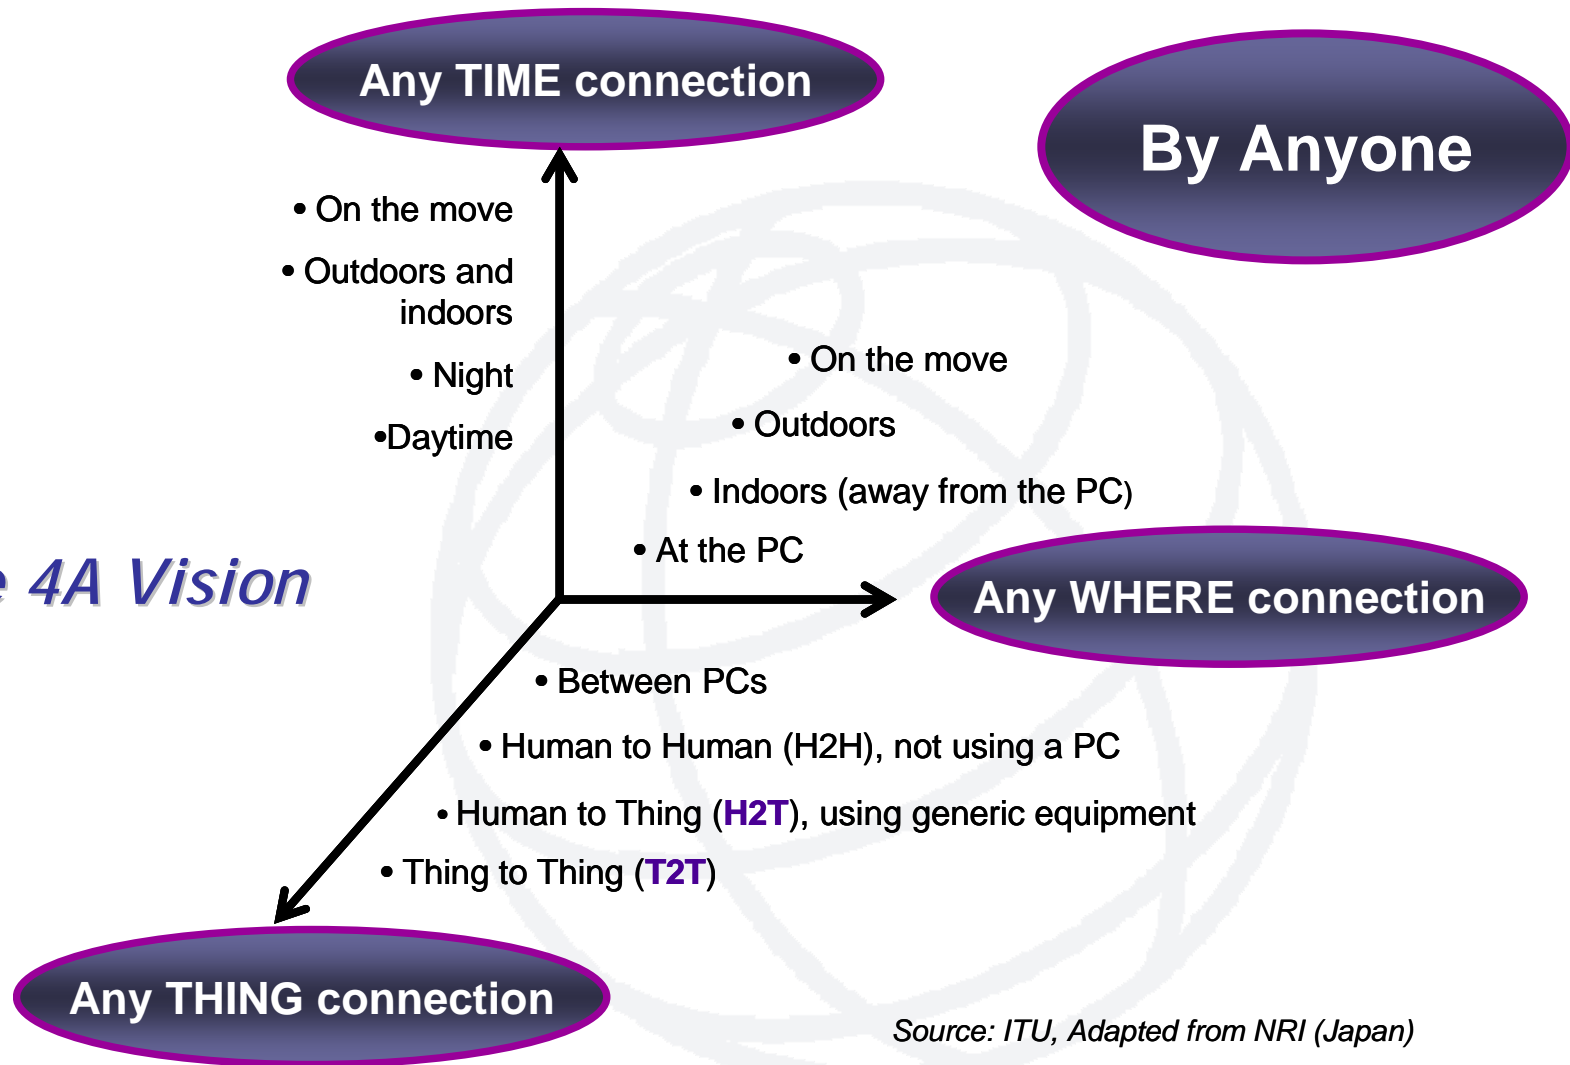 Any TIME connection
By Anyone
• On the move
• Outdoors and
indoors
• Night
•Daytime
• On the move
• Outdoors
• Indoors (away from the PC)
• At the PC
e 4A Vision
Any WHERE connection
• Between PCs
• Human to Human (H2H), not using a PC
• Human to Thing (H2T), using generic equipment
• Thing to Thing (T2T)
Any THING connection
Source: ITU, Adapted from NRI (Japan)